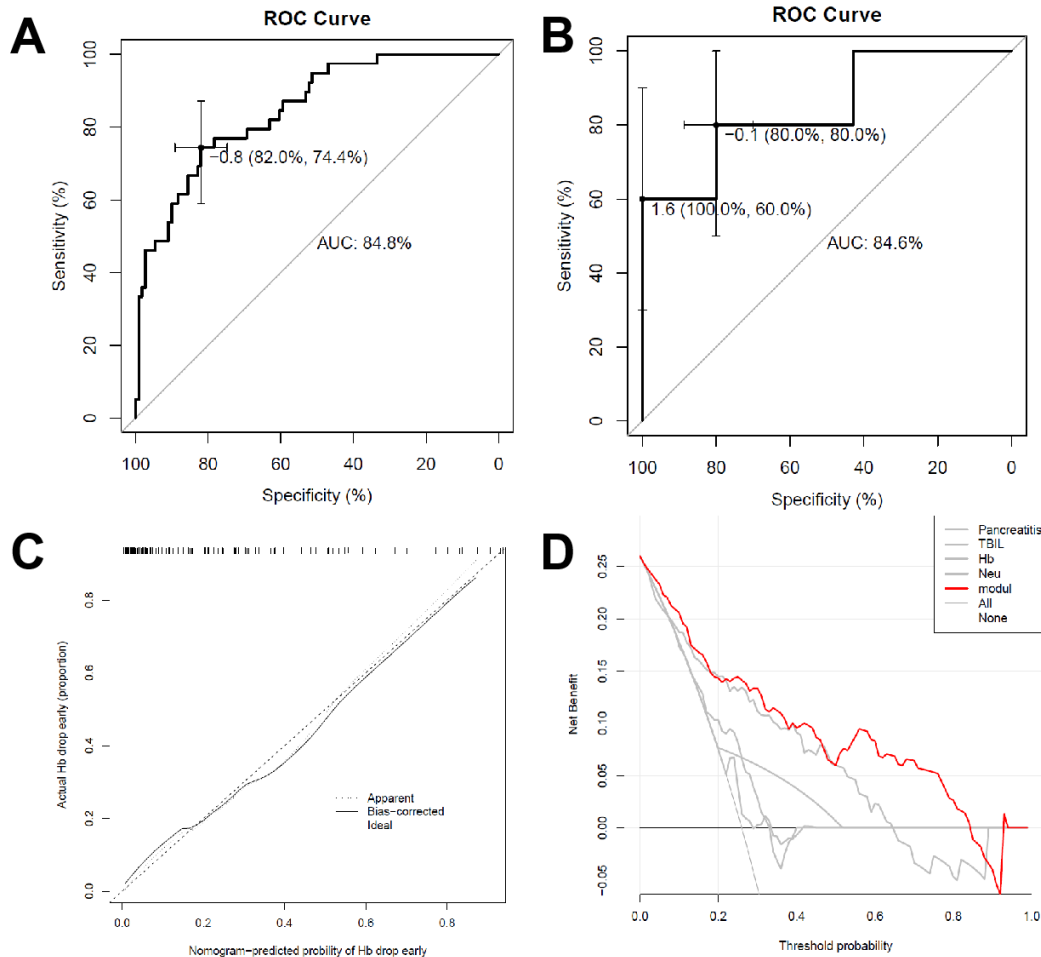 A
ROC Curve
Sensitivity (%)
0 20 40 60 80 100
−0.8 (82.0%, 74.4%)
AUC: 84.8%
100 80 60 40 20 0
Specificity (%)
B
ROC Curve
Sensitivity (%)
0 20 40 60 80 100
−0.1 (80.0%, 80.0%)
1.6 (100.0%, 60.0%)
AUC: 84.6%
100 80 60 40 20 0
Specificity (%)
C
Actual Hb drop early (proportion)
0.0 0.2 0.4 0.6 0.8
Apparent
Bias−corrected
Ideal
0.0 0.2 0.4 0.6 0.8
Nomogram−predicted probility of Hb drop early
D
Net Benefit
−0.05 0.00 0.05 0.10 0.15 0.20 0.25
Pancreatitis
TBIL
Hb
Neu
modul
All
None
0.0 0.2 0.4 0.6 0.8 1.0
Threshold probability